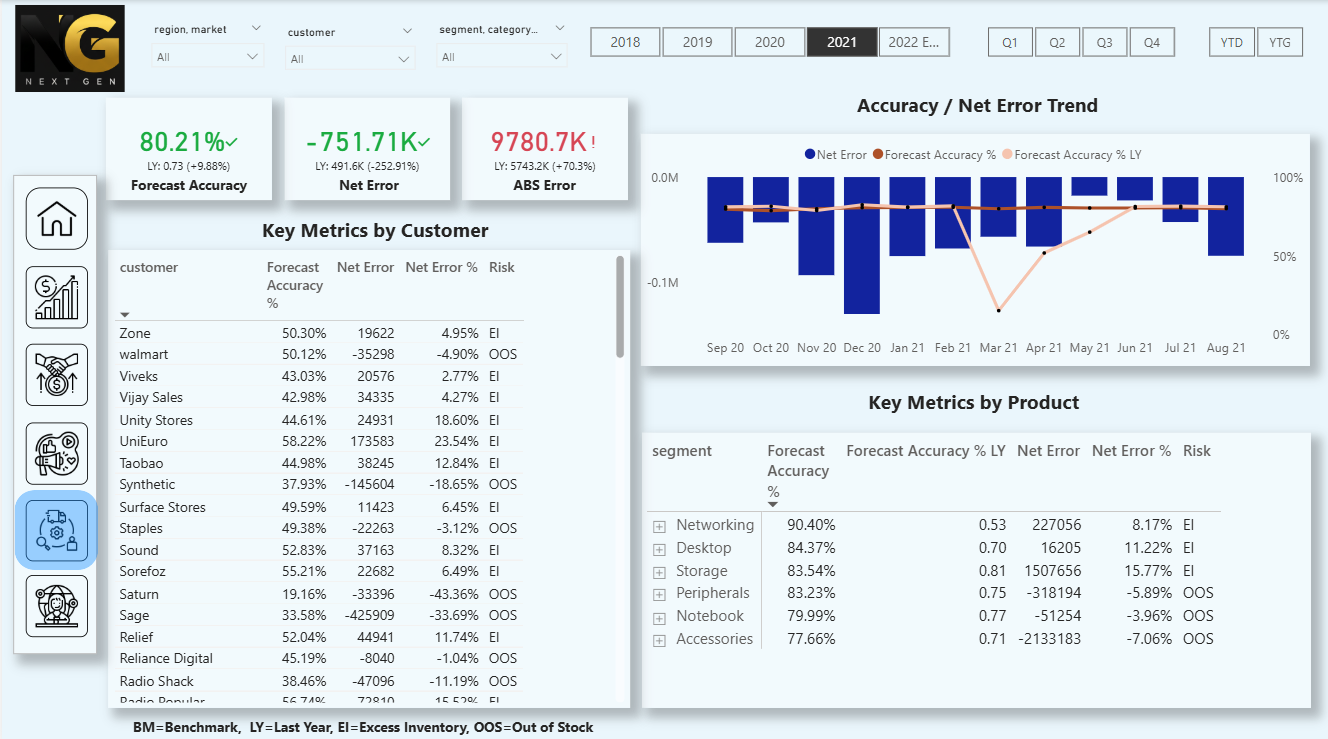 NG
NEXT GEN
region, market
All
customer
All
segment, category...
All
2018 2019 2020 2021 2022 E...
Q1 Q2 Q3 Q4
YTD YTG
80.21%
LY: 0.73 (+9.88%)
Forecast Accuracy
-751.71K
LY: 491.6K (-252.91%)
Net Error
9780.7K!
LY: 5743.2K (+70.3%)
ABS Error
Accuracy / Net Error Trend
Net Error Forecast Accuracy % Forecast Accuracy % LY
0.0M
-0.1M
100%
50%
0%
Sep 20 Oct 20 Nov 20 Dec 20 Jan 21 Feb 21 Mar 21 Apr 21 May 21 Jun 21 Jul 21 Aug 21
Key Metrics by Customer
customer Forecast Accuracy % Net Error Net Error % Risk
Zone 50.30% 19622 4.95% EI
walmart 50.12% -35298 -4.90% OOS
Viveks 43.03% 20576 2.77% EI
Vijay Sales 42.98% 34335 4.27% EI
Unity Stores 44.61% 24931 18.60% EI
UniEuro 58.22% 173583 23.54% EI
Taobao 44.98% 38245 12.84% EI
Synthetic 37.93% -145604 -18.65% OOS
Surface Stores 49.59% 11423 6.45% EI
Staples 49.38% -22263 -3.12% OOS
Sound 52.83% 37163 8.32% EI
Sorefoz 55.21% 22682 6.49% EI
Saturn 19.16% -33396 -43.36% OOS
Sage 33.58% -425909 -33.69% OOS
Relief 52.04% 44941 11.74% EI
Reliance Digital 45.19% -8040 -1.04% OOS
Radio Shack 38.46% -47096 -11.19% OOS
Radio Popular 56.74% 72810 15.52% EI
Key Metrics by Product
segment Forecast Accuracy % Forecast Accuracy % LY Net Error Net Error % Risk
Networking 90.40% 0.53 227056 8.17% EI
Desktop 84.37% 0.70 16205 11.22% EI
Storage 83.54% 0.81 1507656 15.77% EI
Peripherals 83.23% 0.75 -318194 -5.89% OOS
Notebook 79.99% 0.77 -51254 -3.96% OOS
Accessories 77.66% 0.71 -2133183 -7.06% OOS
BM=Benchmark, LY=Last Year, EI=Excess Inventory, OOS=Out of Stock